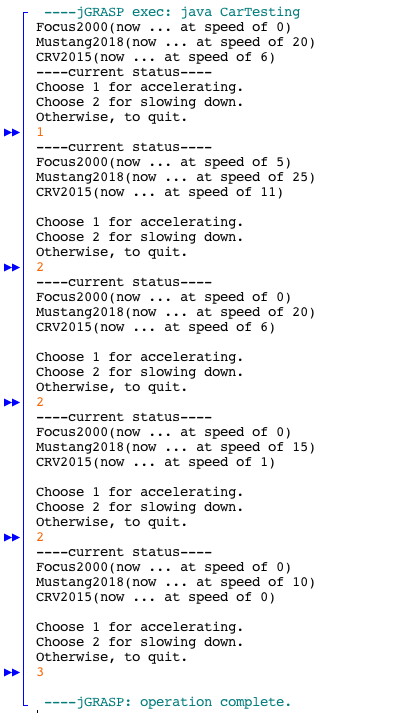 ----jGRASP exec: java CarTesting
Focus2000(now ... at speed of 0)
Mustang2018(now ... at speed of 20)
CRV2015(now ... at speed of 6)
----current status----
Choose 1 for accelerating.
Choose 2 for slowing down.
Otherwise, to quit.
1
----current status----
Focus2000(now ... at speed of 5)
Mustang2018(now ... at speed of 25)
CRV2015(now ... at speed of 11)
Choose 1 for accelerating.
Choose 2 for slowing down.
Otherwise, to quit.
2
----current status----
Focus2000(now ... at speed of 0)
Mustang2018(now ... at speed of 20)
CRV2015(now ... at speed of 6)
Choose 1 for accelerating.
Choose 2 for slowing down.
Otherwise, to quit.
2
----current status----
Focus2000(now ... at speed of 0)
Mustang2018(now ... at speed of 15)
CRV2015(now ... at speed of 1)
Choose 1 for accelerating.
Choose 2 for slowing down.
Otherwise, to quit.
2
----current status----
Focus2000(now ... at speed of 0)
Mustang2018(now ... at speed of 10)
CRV2015(now ... at speed of 0)
Choose 1 for accelerating.
Choose 2 for slowing down.
Otherwise, to quit.
3
----jGRASP: operation complete.